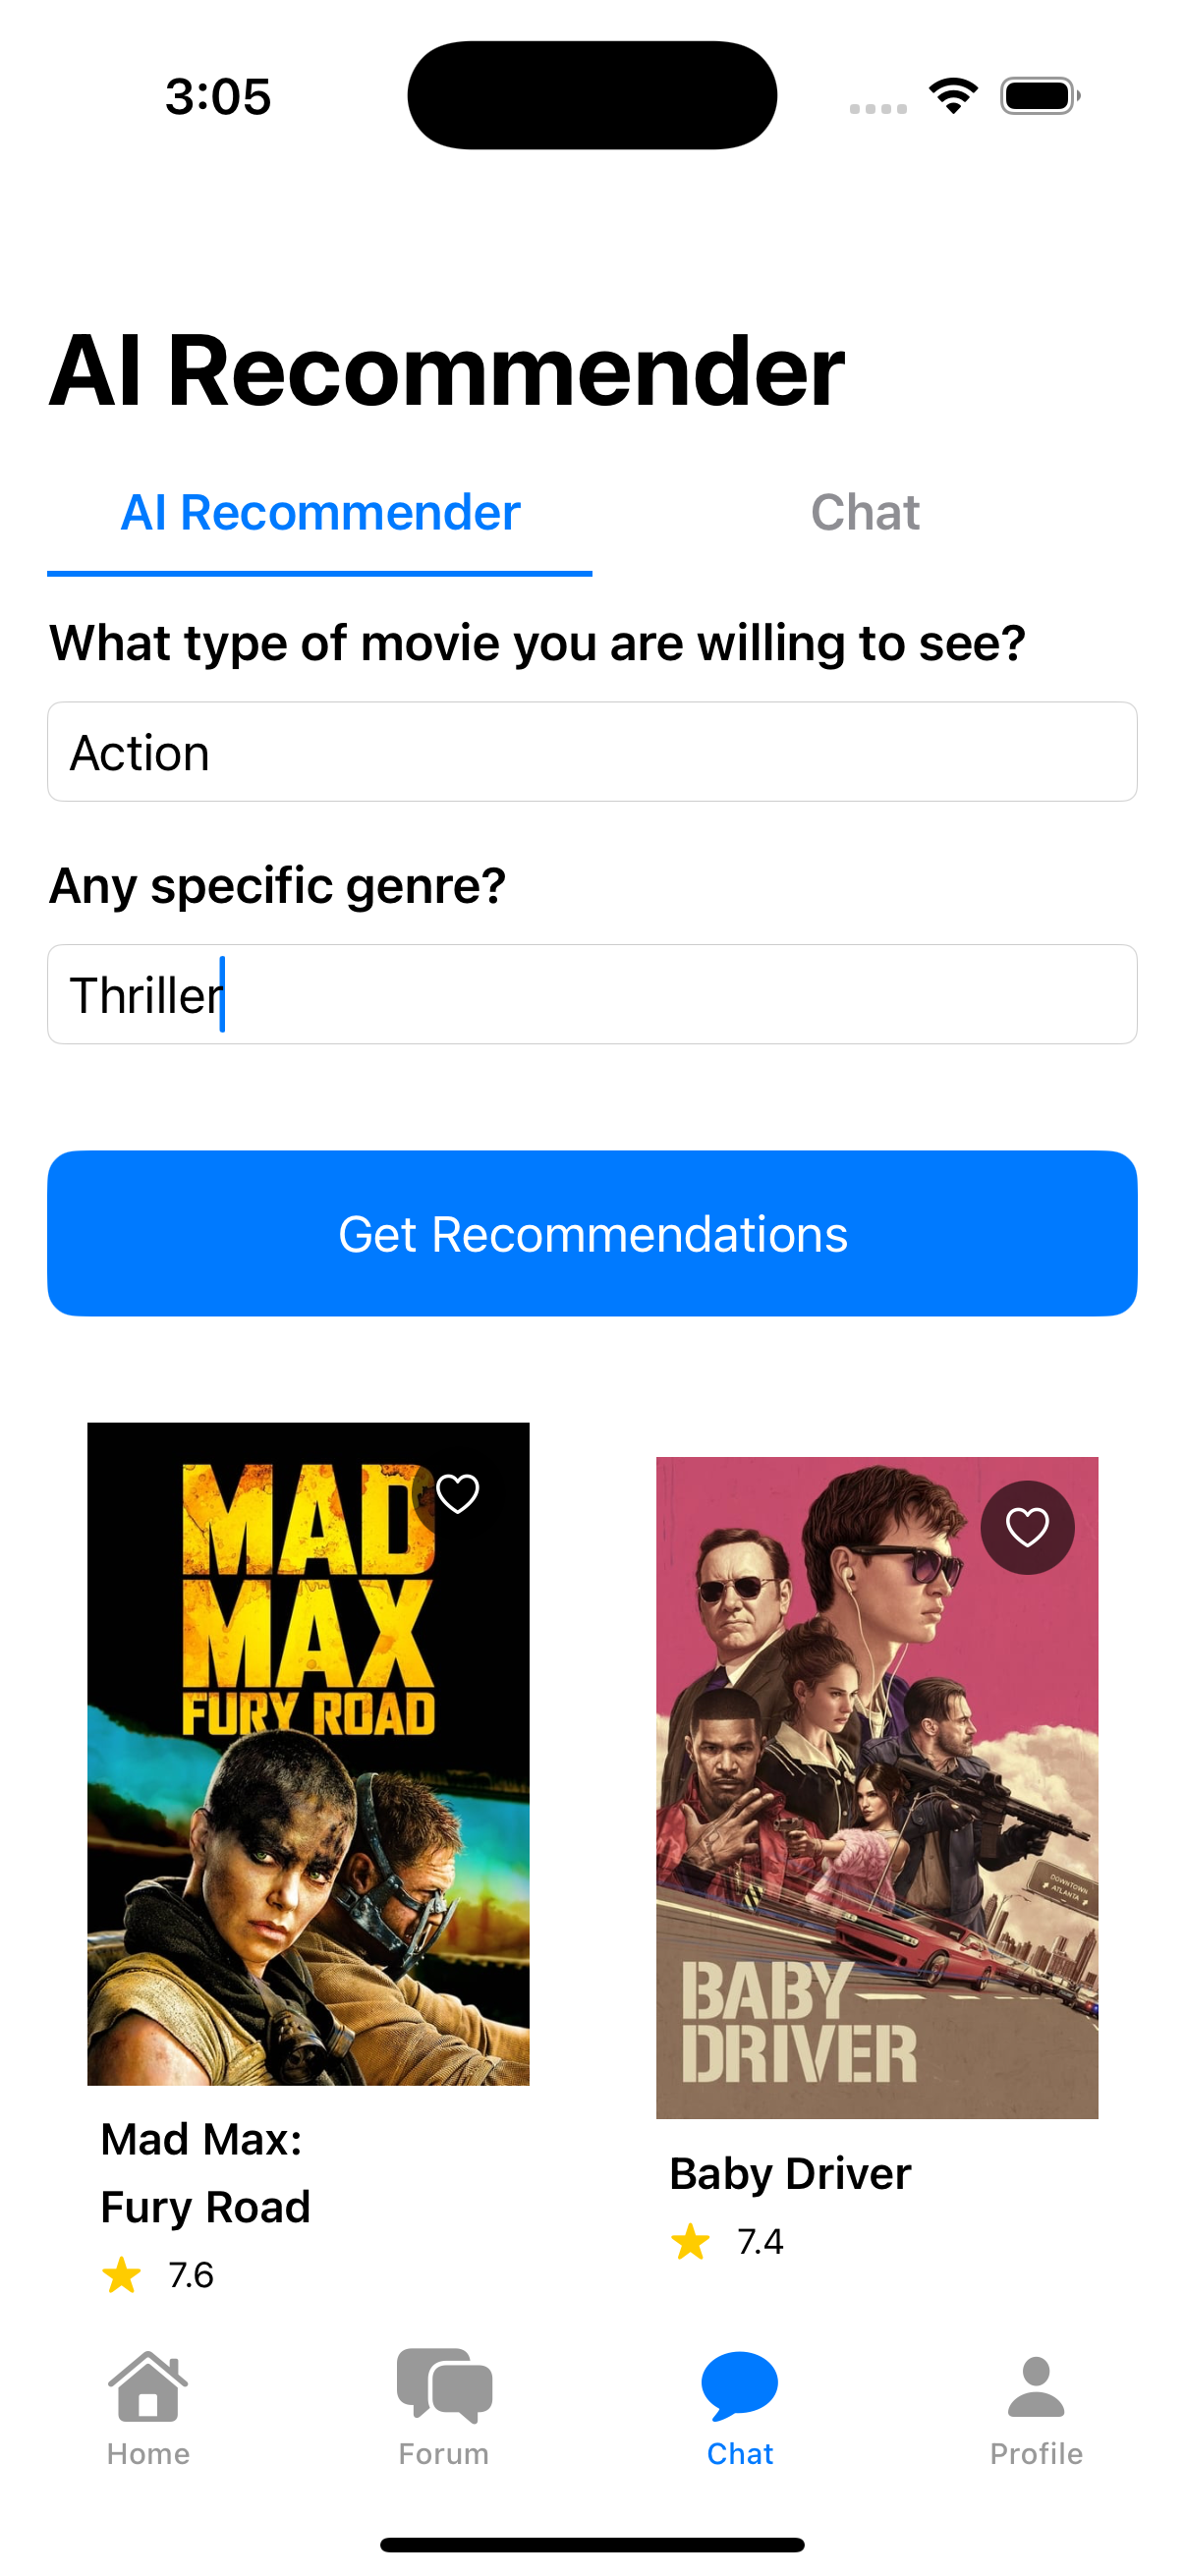 3:05
AI Recommender
AI Recommender
Chat
What type of movie you are willing to see?
Action
Any specific genre?
Thriller
Get Recommendations
MAD
MAX
FURY ROAD
DOWNTOWN
ATLANTA
BABY
DRIVER
Mad Max:
Fury Road
7.6
Baby Driver
7.4
Home
Forum
Chat
Profile